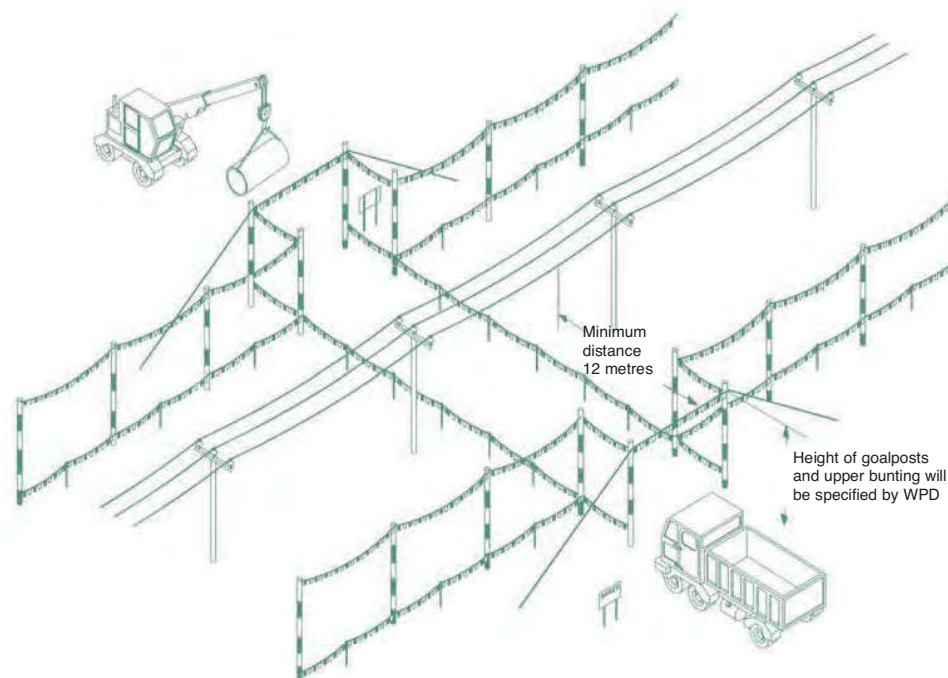 Minimum
distance
12 metres
Height of goalposts
and upper bunting will
be specified by WPD